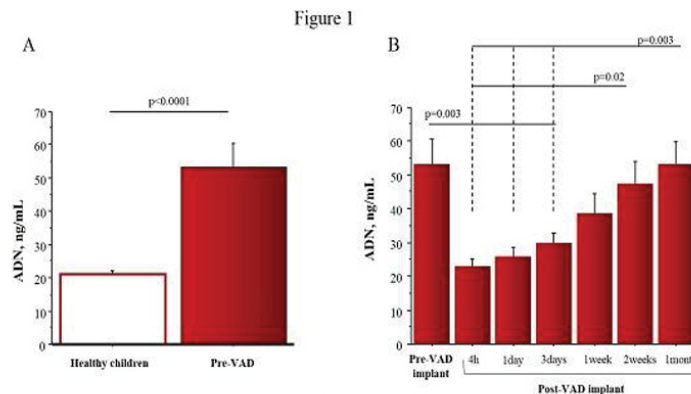 Figure 1
A
p<0.0001
ADN, ng/mL
70
60
50
40
30
20
10
0
Healthy children
Pre-VAD
B
p=0.003
p=0.02
p=0.003
ADN, ng/mL
70
60
50
40
30
20
10
0
Pre-VAD implant
4h
1day
3days
1week
2weeks
1mont
Post-VAD implant